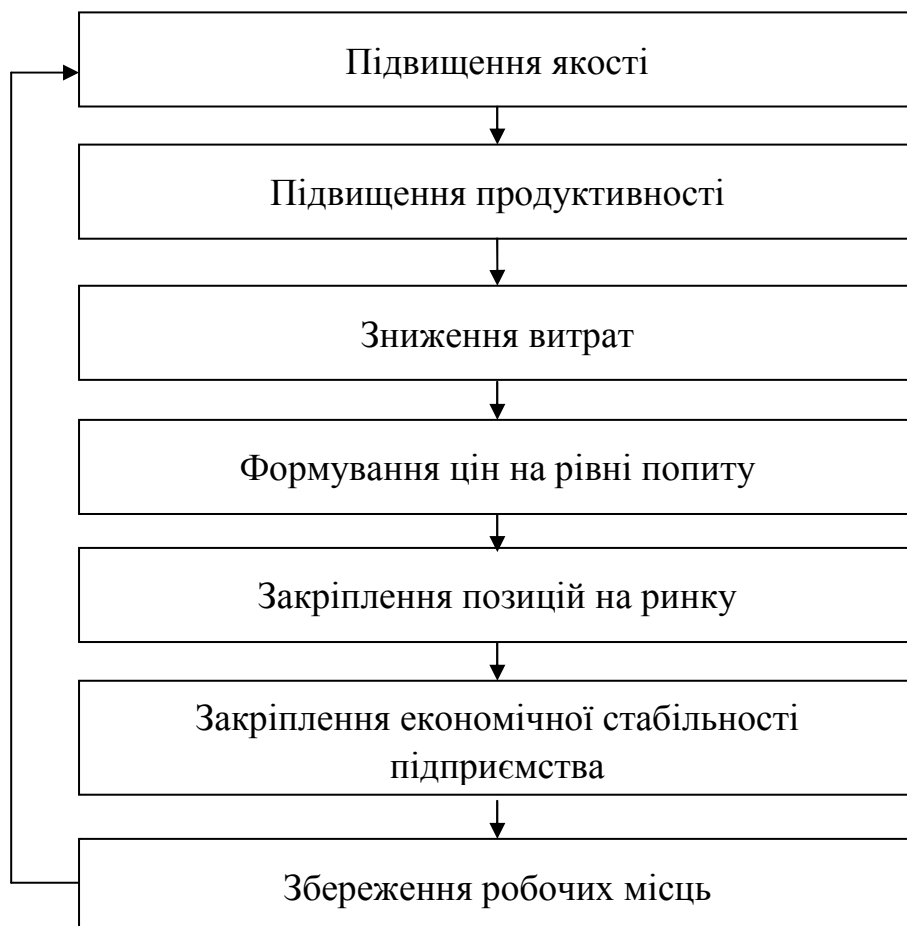 Підвищення якості
Підвищення продуктивності
Зниження витрат
Формування цін на рівні попиту
Закріплення позицій на ринку
Закріплення економічної стабільності
підприємства
Збереження робочих місць